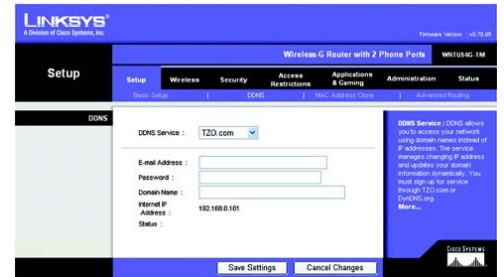 LINKSYS®
A Division of Cisco Systems, Inc.
Firmware Version : v0.70.05
Wireless-G Router with 2 Phone Ports WRTU54G-TM
Setup
Setup Wireless Security Access Restrictions Applications & Gaming Administration Status
Basic Setup | DDNS | MAC Address Clone | Advanced Routing
DDNS
DDNS Service : TZO.com
E-mail Address :
Password :
Domain Name :
Internet IP Address : 192.168.0.101
Status :
DDNS Service : DDNS allows
you to access your network
using domain names instead of
IP addresses. The service
manages changing IP address
and updates your domain
information dynamically. You
must sign up for service
through TZO.com or
DynDNS.org.
More...
Save Settings Cancel Changes
CISCO SYSTEMS